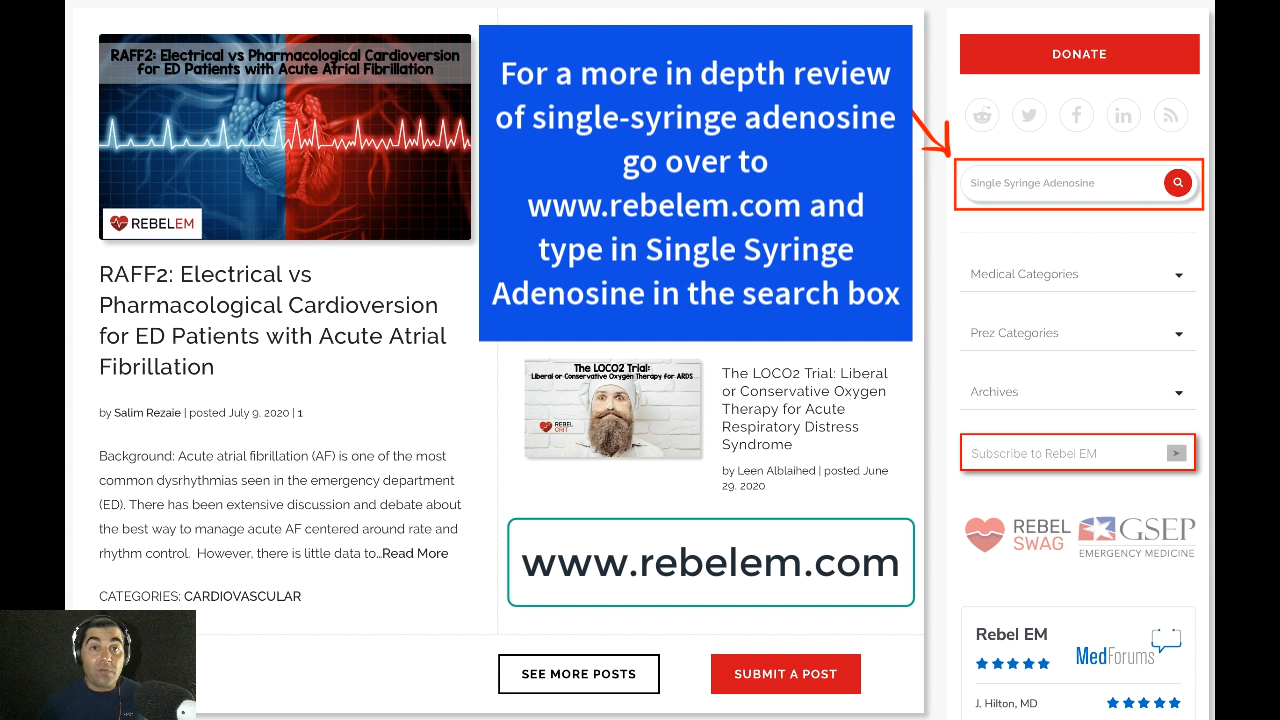 RAFF2: Electrical vs Pharmacological Cardioversion
for ED Patients with Acute Atrial Fibrillation
REBELEM
RAFF2: Electrical vs
Pharmacological Cardioversion
for ED Patients with Acute Atrial
Fibrillation
by Salim Rezaie | posted July 9, 2020 | 1
Background: Acute atrial fibrillation (AF) is one of the most
common dysrhythmias seen in the emergency department
(ED). There has been extensive discussion and debate about
the best way to manage acute AF centered around rate and
rhythm control.  However, there is little data to...Read More
CATEGORIES: CARDIOVASCULAR
For a more in depth review
of single-syringe adenosine
go over to
www.rebelem.com and
type in Single Syringe
Adenosine in the search box
The LOCO2 Trial:
Liberal or Conservative Oxygen Therapy for ARDS
REBEL
CRIT
The LOCO2 Trial: Liberal
or Conservative Oxygen
Therapy for Acute
Respiratory Distress
Syndrome
by Leen Alblaihed | posted June
29, 2020
www.rebelem.com
SEE MORE POSTS
SUBMIT A POST
DONATE
Single Syringe Adenosine
Medical Categories
Prez Categories
Archives
Subscribe to Rebel EM
REBEL
SWAG
GSEP
EMERGENCY MEDICINE
Rebel EM
MedForums
J. Hilton, MD